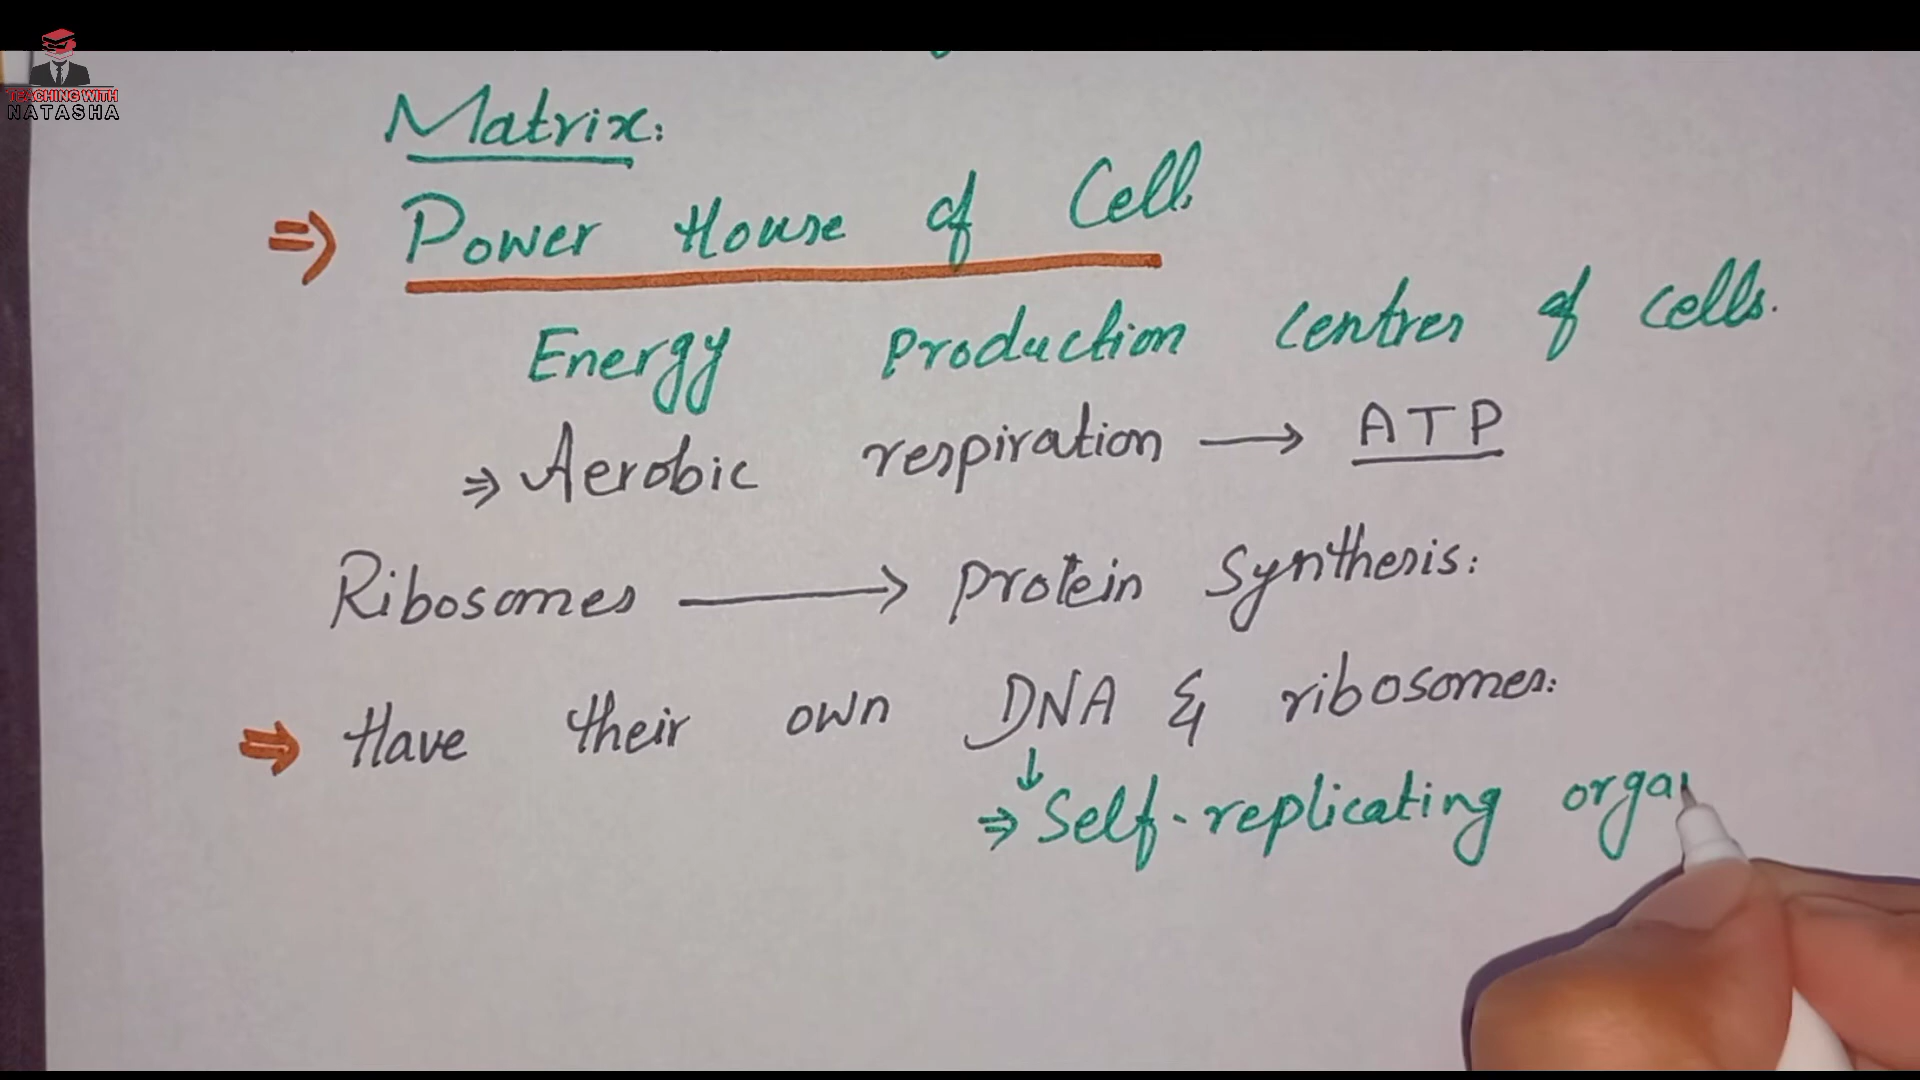 TEACHING WITH
NATASHA
Matrix:
⇒ Power House of Cell.
Energy Production Centres of cells.
⇒ Aerobic respiration → ATP
Ribosomes → Protein Synthesis:
⇒ Have their own DNA & ribosomes:
↓
⇒ Self-replicating orga